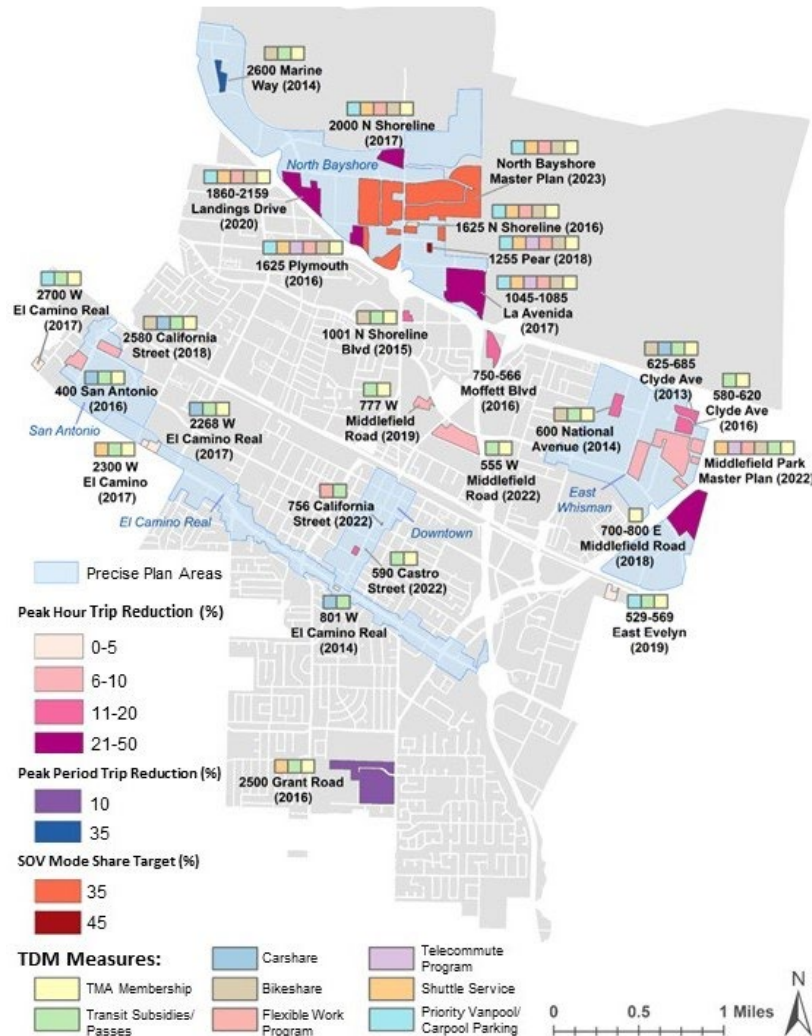 2600 Marine
Way (2014)
2000 N Shoreline
(2017)
North Bayshore
North Bayshore
Master Plan (2023)
1860-2159
Landings Drive
(2020)
1625 N Shoreline (2016)
1625 Plymouth
(2016)
1255 Pear (2018)
1045-1085
La Avenida
(2017)
2700 W
El Camino Real
(2017)
2580 California
Street (2018)
1001 N Shoreline
Blvd (2015)
750-566
Moffett Blvd
(2016)
625-685
Clyde Ave
(2013)
580-620
Clyde Ave
(2016)
400 San Antonio
(2016)
San Antonio
2268 W
El Camino Real
(2017)
777 W
Middlefield
Road (2019)
600 National
Avenue (2014)
2300 W
El Camino
(2017)
555 W
Middlefield
Road (2022)
Middlefield Park
Master Plan (2022)
East
Whisman
El Camino Real
756 California
Street (2022)
Downtown
700-800 E
Middlefield Road
(2018)
590 Castro
Street (2022)
801 W
El Camino Real
(2014)
529-569
East Evelyn
(2019)
2500 Grant Road
(2016)
Precise Plan Areas
Peak Hour Trip Reduction (%)
0-5
6-10
11-20
21-50
Peak Period Trip Reduction (%)
10
35
SOV Mode Share Target (%)
35
45
TDM Measures:
TMA Membership
Transit Subsidies/
Passes
Carshare
Bikeshare
Flexible Work
Program
Telecommute
Program
Shuttle Service
Priority Vanpool/
Carpool Parking
N
0 0.5 1 Miles